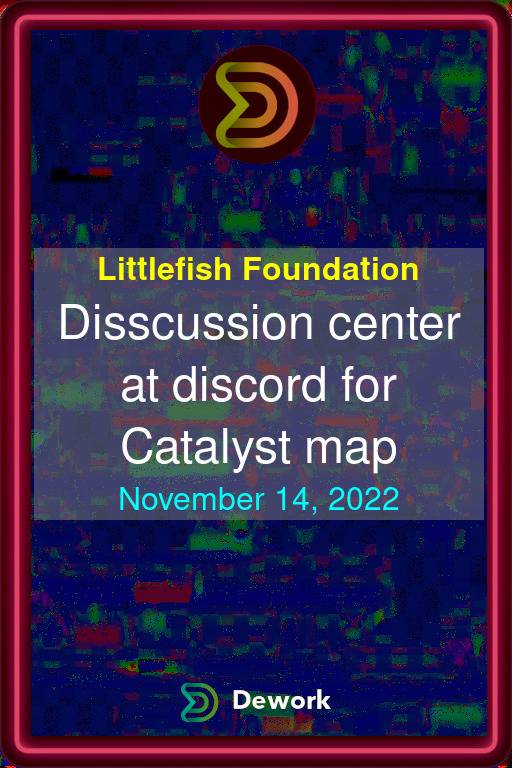 Littlefish Foundation
Disscussion center
at discord for
Catalyst map
November 14, 2022
Dework